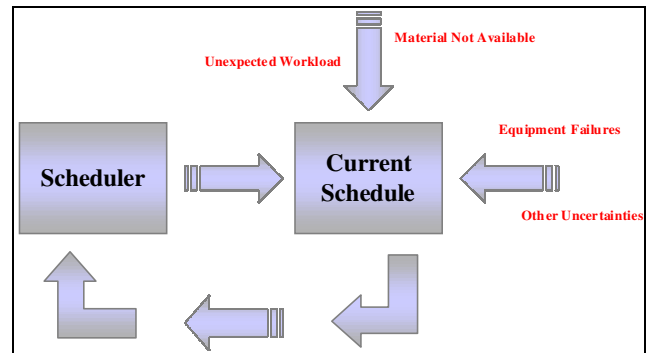 Material Not Available
Unexpected Workload
Equipment Failures
Scheduler
Current
Schedule
Other Uncertainties